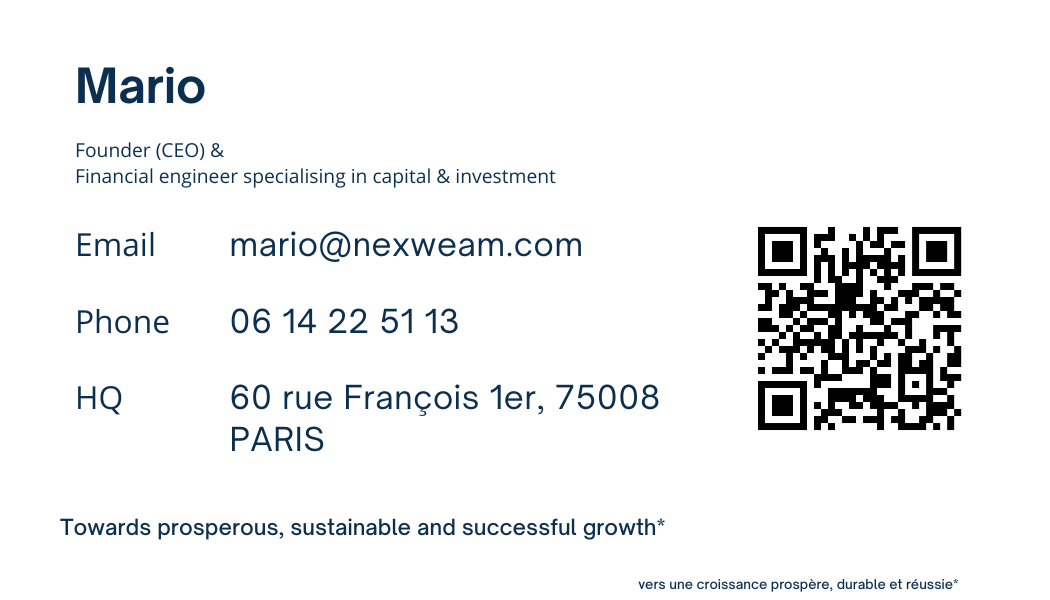 Mario
Founder (CEO) &
Financial engineer specialising in capital & investment
Email mario@nexweam.com
Phone 06 14 22 51 13
HQ 60 rue François 1er, 75008
PARIS
Towards prosperous, sustainable and successful growth*
vers une croissance prospère, durable et réussie*